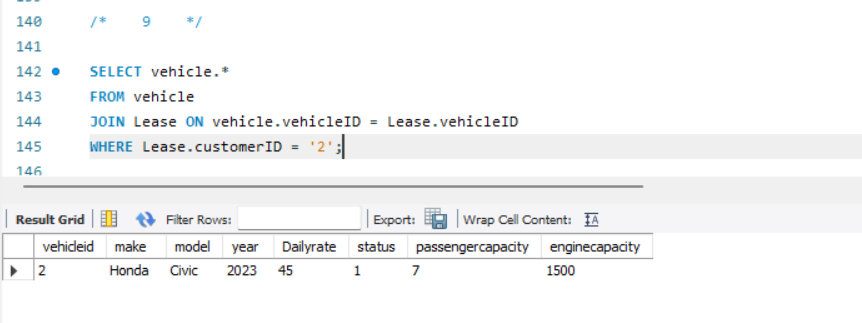 140 /* 9 */
141
142 SELECT vehicle.*
143 FROM vehicle
144 JOIN Lease ON vehicle.vehicleID = Lease.vehicleID
145 WHERE Lease.customerID = '2';
146
Result Grid Filter Rows: Export: Wrap Cell Content: IA
vehicleid make model year Dailyrate status passengercapacity enginecapacity
2 Honda Civic 2023 45 1 7 1500